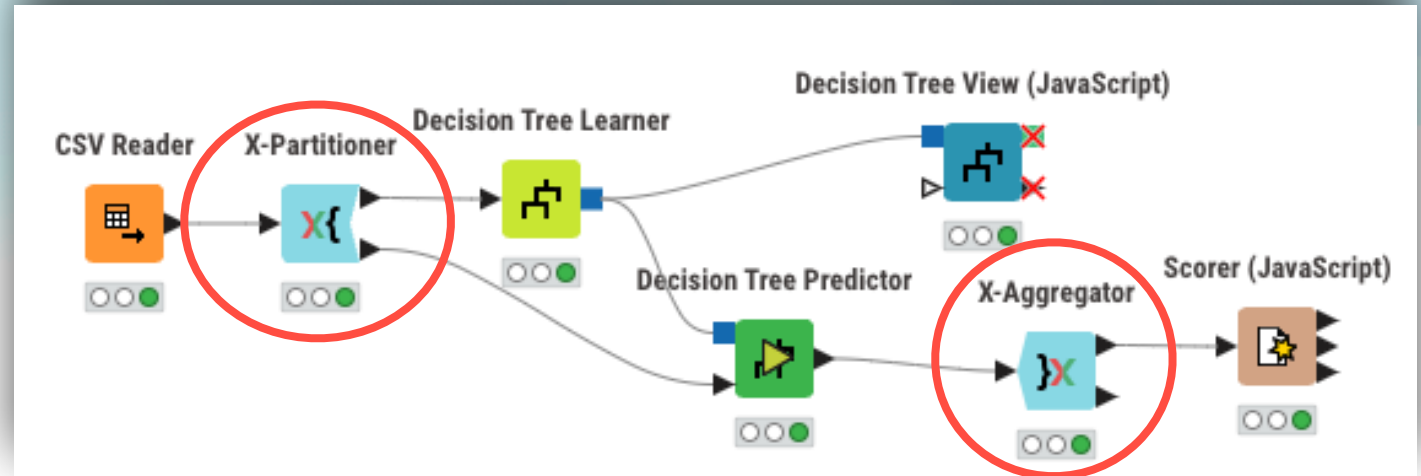 Decision Tree View (JavaScript)
Decision Tree Learner
CSV Reader
X-Partitioner
X{
Decision Tree Predictor
X-Aggregator
Scorer (JavaScript)
}X